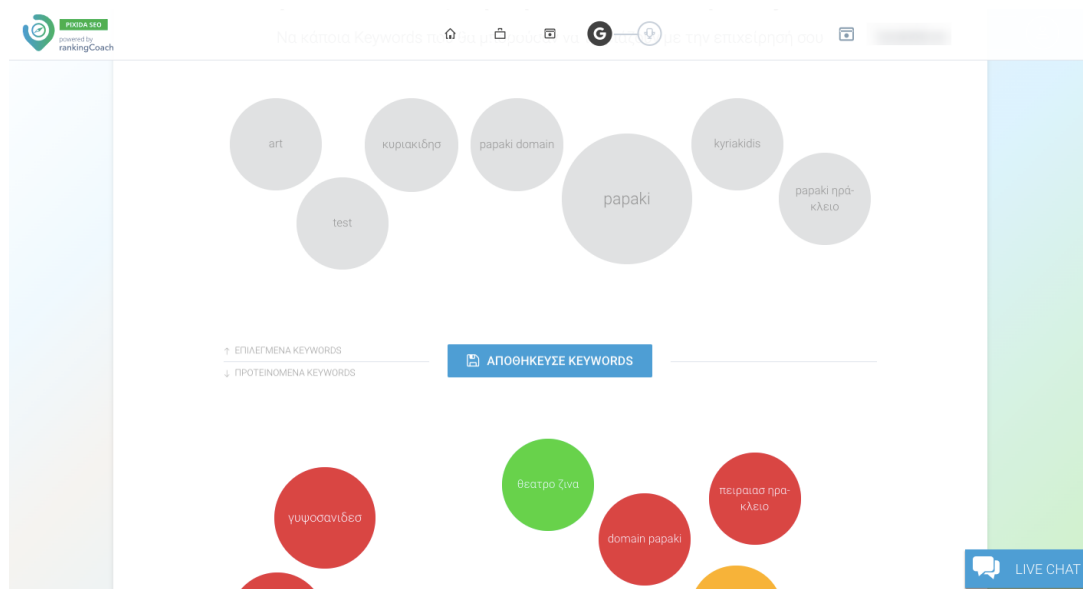 PIXIDA SEO
powered by
rankingCoach
G
art
κυριακιδησ
papaki domain
kyriakidis
papaki
papaki ηρά-
κλειο
test
↑ ΕΠΙΛΕΓΜΕΝΑ KEYWORDS
ΑΠΟΘΗΚΕΥΣΕ KEYWORDS
↓ ΠΡΟΤΕΙΝΟΜΕΝΑ KEYWORDS
θεατρο ζινα
πειραιασ ηρα-
κλειο
γυψοσανιδεσ
domain papaki
LIVE CHAT